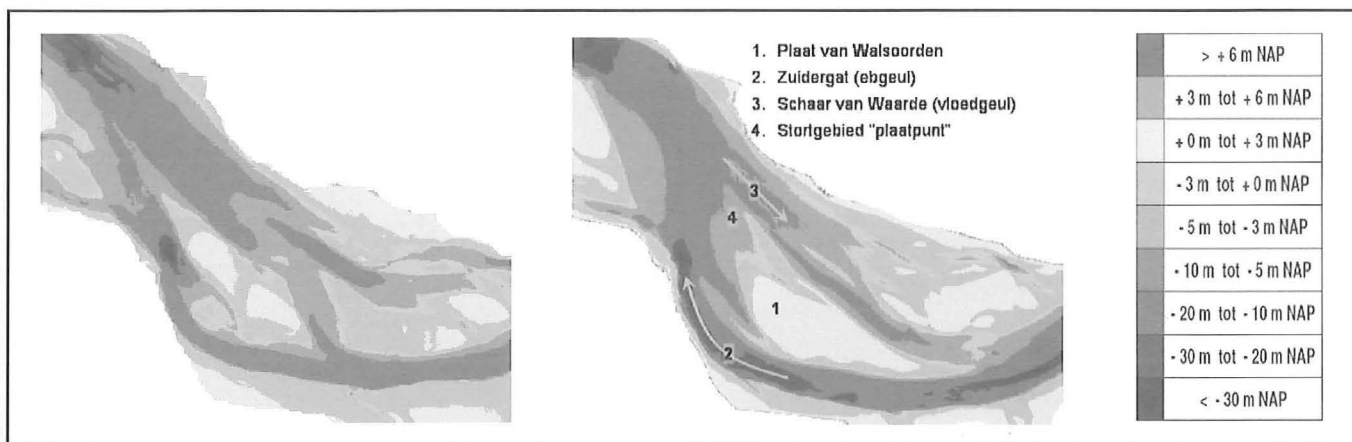 1. Plaat van Walsoorden
2. Zuidergat (ebgeul)
3. Schaar van Waarde (vloedgeul)
4. Stortgebied "plaatpunt"
3
4
1
2
> + 6 m NAP
+ 3 m tot + 6 m NAP
+ 0 m tot + 3 m NAP
- 3 m tot + 0 m NAP
- 5 m tot - 3 m NAP
- 10 m tot - 5 m NAP
- 20 m tot - 10 m NAP
- 30 m tot - 20 m NAP
< - 30 m NAP